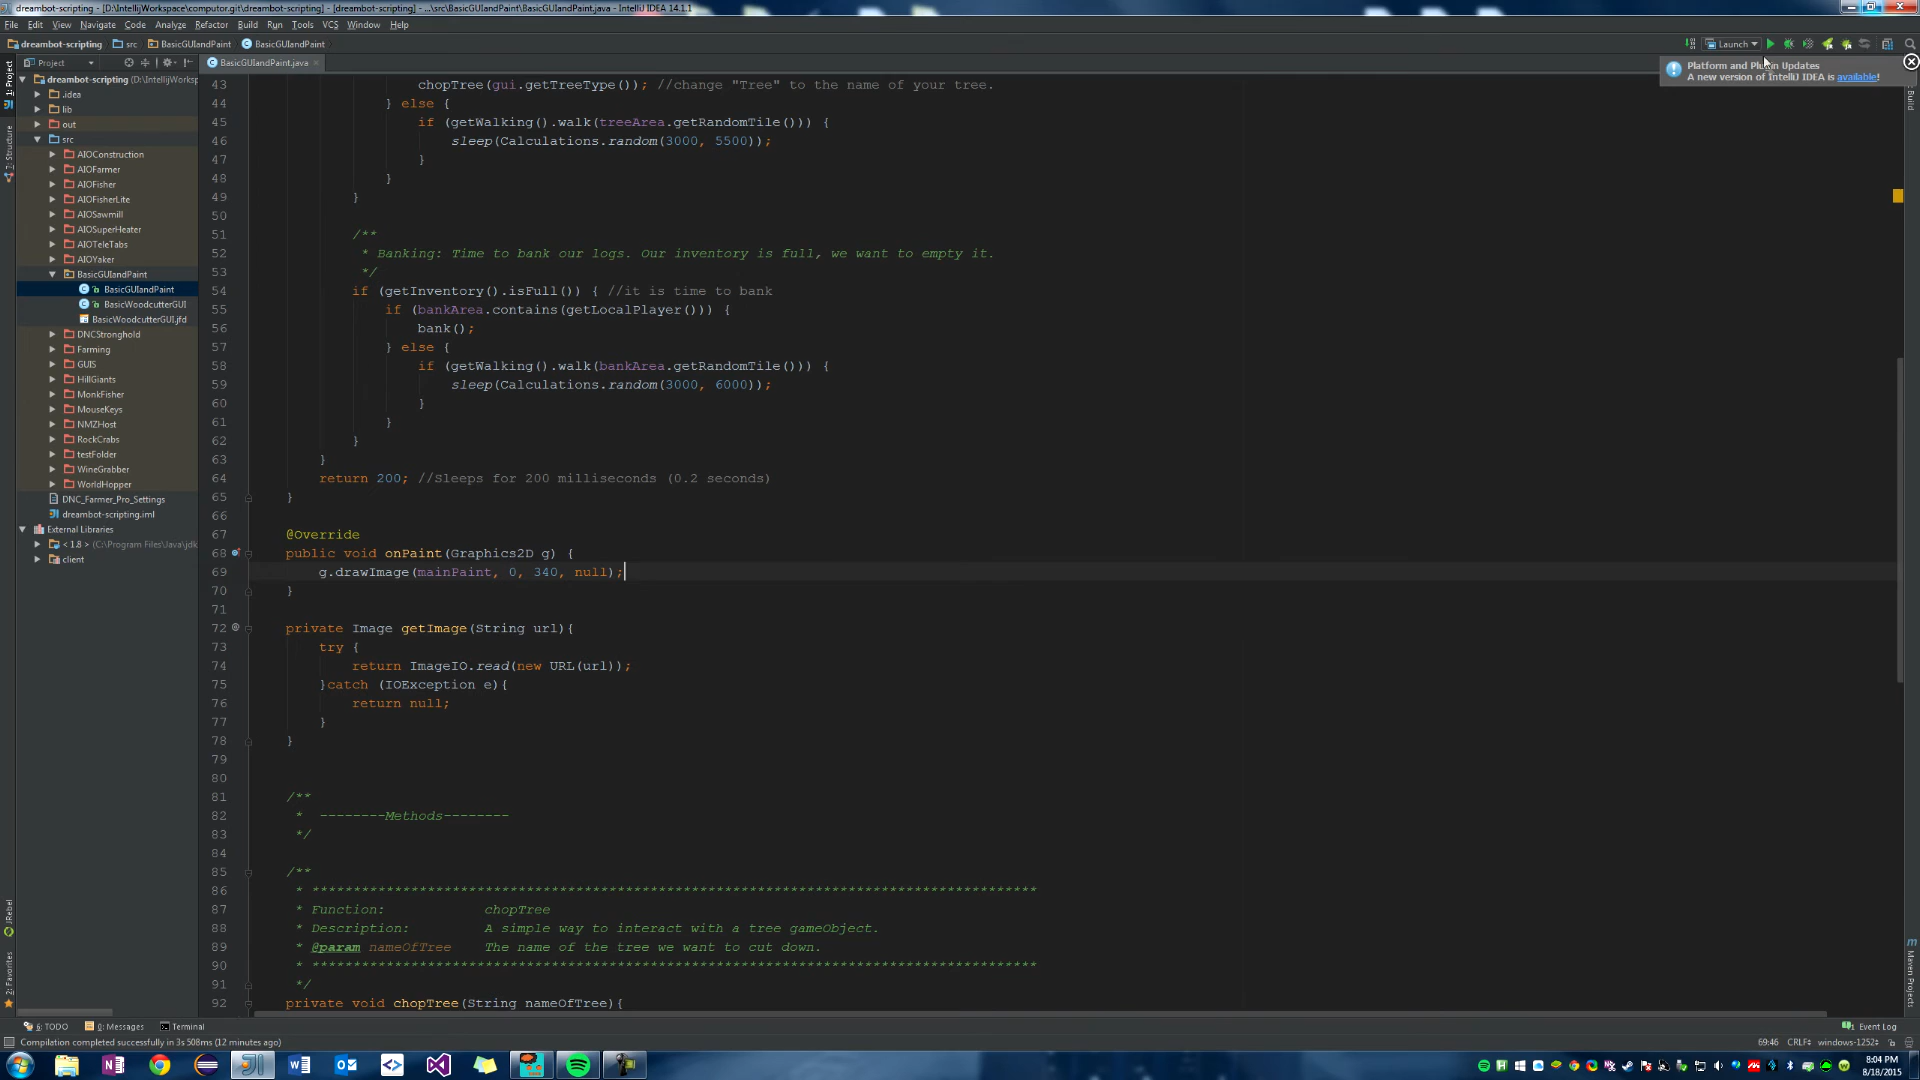 dreambot-scripting - [D:\IntellijWorkspace\computor.git\dreambot-scripting] - [dreambot-scripting] - ...\src\BasicGUIandPaint\BasicGUIandPaint.java - IntelliJ IDEA 14.1.1
File Edit View Navigate Code Analyze Refactor Build Run Tools VCS Window Help
dreambot-scripting src BasicGUIandPaint BasicGUIandPaint
Launch
Project
BasicGUIandPaint.java
Platform and Plugin Updates
A new version of IntelliJ IDEA is available!
1: Project
7: Structure
JRebel
2: Favorites
Build
Maven Projects
dreambot-scripting (D:\IntellijWorksp
.idea
lib
out
src
AIOConstruction
AIOFarmer
AIOFisher
AIOFisherLite
AIOSawmill
AIOSuperHeater
AIOTeleTabs
AIOYaker
BasicGUIandPaint
BasicGUIandPaint
BasicWoodcutterGUI
BasicWoodcutterGUI.jfd
DNCStronghold
Farming
GUIS
HillGiants
MonkFisher
MouseKeys
NMZHost
RockCrabs
testFolder
WineGrabber
WorldHopper
DNC_Farmer_Pro_Settings
dreambot-scripting.iml
External Libraries
< 1.8 > (C:\Program Files\Java\jdk
client
43 chopTree(gui.getTreeType()); //change "Tree" to the name of your tree.
44 } else {
45 if (getWalking().walk(treeArea.getRandomTile())) {
46 sleep(Calculations.random(3000, 5500));
47 }
48 }
49 }
50
51 /**
52 * Banking: Time to bank our logs. Our inventory is full, we want to empty it.
53 */
54 if (getInventory().isFull()) { //it is time to bank
55 if (bankArea.contains(getLocalPlayer())) {
56 bank();
57 } else {
58 if (getWalking().walk(bankArea.getRandomTile())) {
59 sleep(Calculations.random(3000, 6000));
60 }
61 }
62 }
63 }
64 return 200; //Sleeps for 200 milliseconds (0.2 seconds)
65 }
66
67 @Override
68 public void onPaint(Graphics2D g) {
69 g.drawImage(mainPaint, 0, 340, null);
70 }
71
72 private Image getImage(String url){
73 try {
74 return ImageIO.read(new URL(url));
75 }catch (IOException e){
76 return null;
77 }
78 }
79
80
81 /**
82 * --------Methods--------
83 */
84
85 /**
86 * ****************************************************************************************
87 * Function: chopTree
88 * Description: A simple way to interact with a tree gameObject.
89 * @param nameOfTree The name of the tree we want to cut down.
90 * ****************************************************************************************
91 */
92 private void chopTree(String nameOfTree){
6: TODO 0: Messages Terminal
Event Log
Compilation completed successfully in 3s 508ms (12 minutes ago)
69:46 CRLF÷ windows-1252÷
8:04 PM
8/18/2015